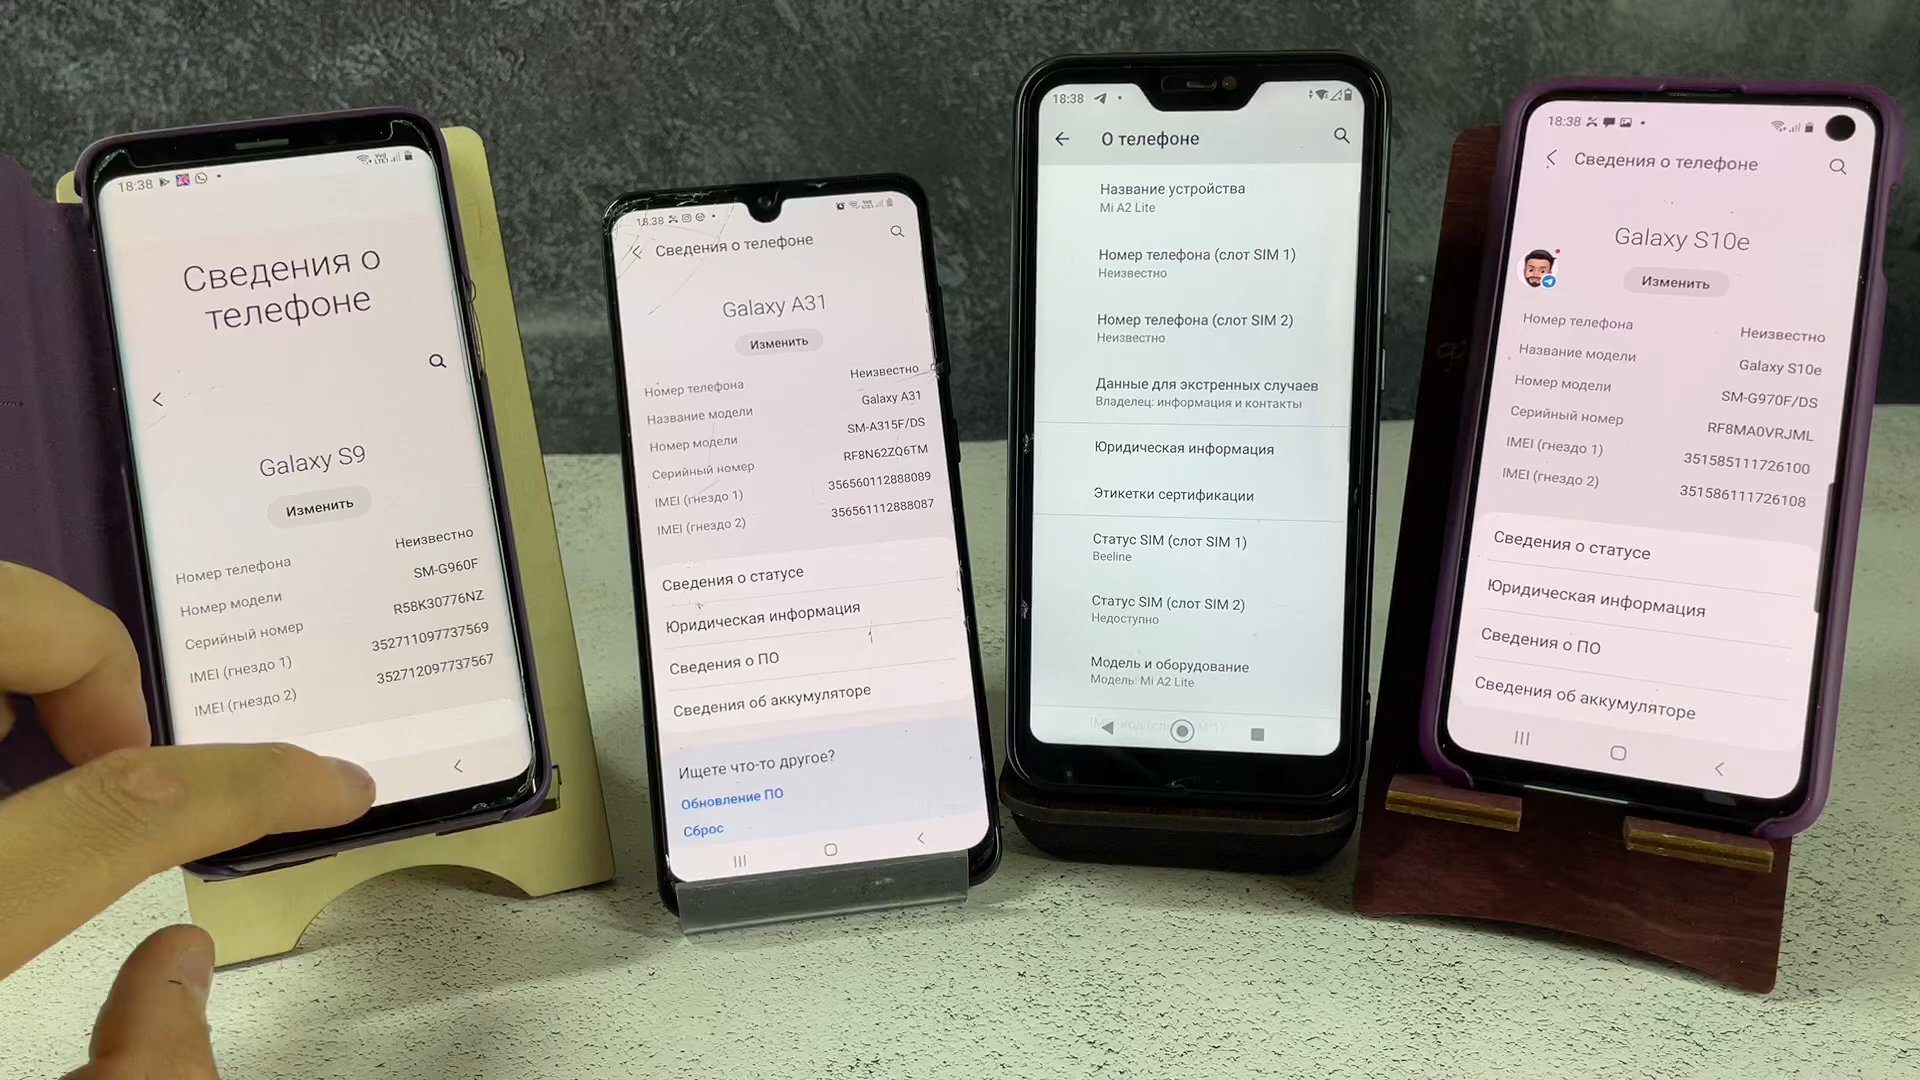 18:38
Сведения о
телефоне
Galaxy S9
Изменить
Номер телефона Неизвестно
Номер модели SM-G960F
Серийный номер R58K30776NZ
IMEI (гнездо 1) 352711097737569
IMEI (гнездо 2) 352712097737567
18:38
Сведения о телефоне
Galaxy A31
Изменить
Номер телефона Неизвестно
Название модели Galaxy A31
Номер модели SM-A315F/DS
Серийный номер RF8N62ZQ6TM
IMEI (гнездо 1) 356560112888089
IMEI (гнездо 2) 356561112888087
Сведения о статусе
Юридическая информация
Сведения о ПО
Сведения об аккумуляторе
Ищете что-то другое?
Обновление ПО
Сброс
18:38
О телефоне
Название устройства
Mi A2 Lite
Номер телефона (слот SIM 1)
Неизвестно
Номер телефона (слот SIM 2)
Неизвестно
Данные для экстренных случаев
Владелец: информация и контакты
Юридическая информация
Этикетки сертификации
Статус SIM (слот SIM 1)
Beeline
Статус SIM (слот SIM 2)
Недоступно
Модель и оборудование
Модель: Mi A2 Lite
18:38
Сведения о телефоне
Galaxy S10e
Изменить
Номер телефона Неизвестно
Название модели Galaxy S10e
Номер модели SM-G970F/DS
Серийный номер RF8MA0VRJML
IMEI (гнездо 1) 351585111726100
IMEI (гнездо 2) 351586111726108
Сведения о статусе
Юридическая информация
Сведения о ПО
Сведения об аккумуляторе